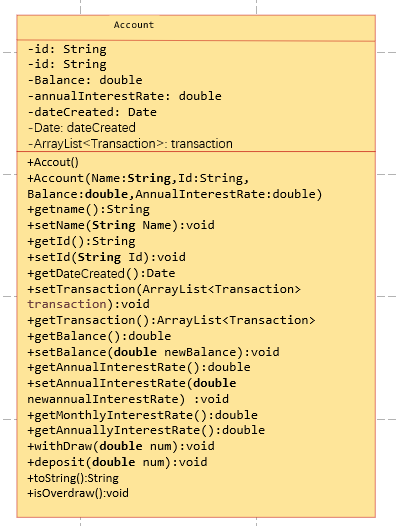 Account
-id: String
-id: String
-Balance: double
-annualInterestRate: double
-dateCreated: Date
-Date: dateCreated
-ArrayList<Transaction>: transaction
+Accout()
+Account(Name:String,Id:String,
Balance:double,AnnualInterestRate:double)
+getname():String
+setName(String Name):void
+getId():String
+setId(String Id):void
+getDateCreated():Date
+setTransaction(ArrayList<Transaction>
transaction):void
+getTransaction():ArrayList<Transaction>
+getBalance():double
+setBalance(double newBalance):void
+getAnnualInterestRate():double
+setAnnualInterestRate(double
newannualInterestRate) :void
+getMonthlyInterestRate():double
+getAnnuallyInterestRate():double
+withDraw(double num):void
+deposit(double num):void
+toString():String
+isOverdraw():void